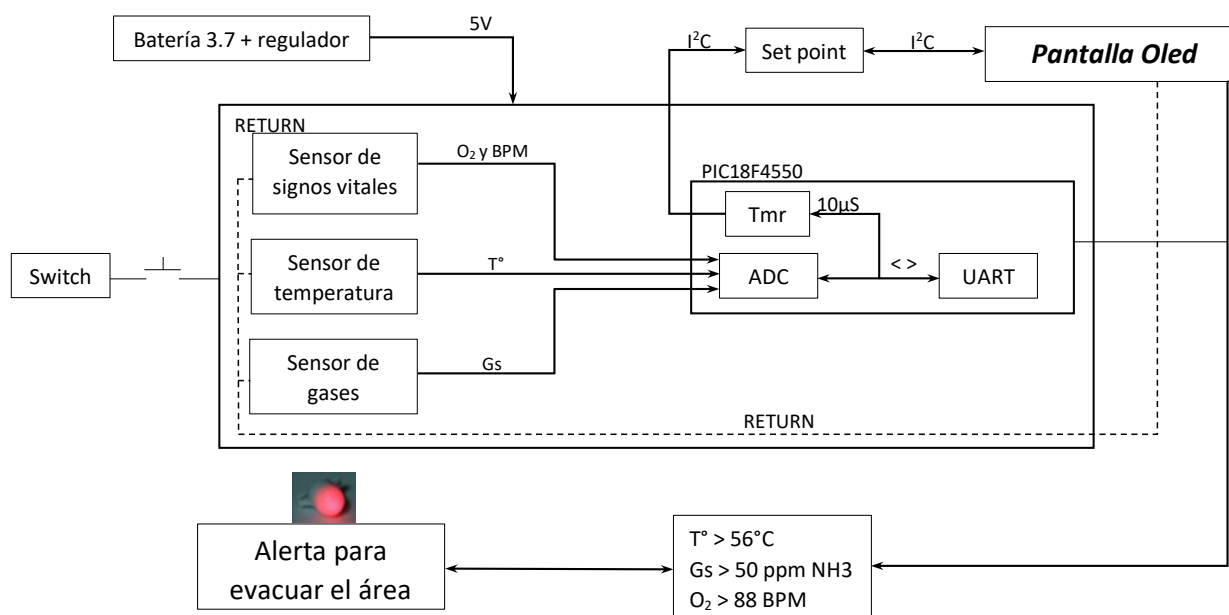 Batería 3.7 + regulador
5V
I²C
Set point
I²C
Pantalla Oled
RETURN
Sensor de
signos vitales
O₂ y BPM
PIC18F4550
Tmr
10µS
Switch
Sensor de
temperatura
T°
ADC
< >
UART
Sensor de
gases
Gs
RETURN
Alerta para
evacuar el área
T° > 56°C
Gs > 50 ppm NH3
O₂ > 88 BPM